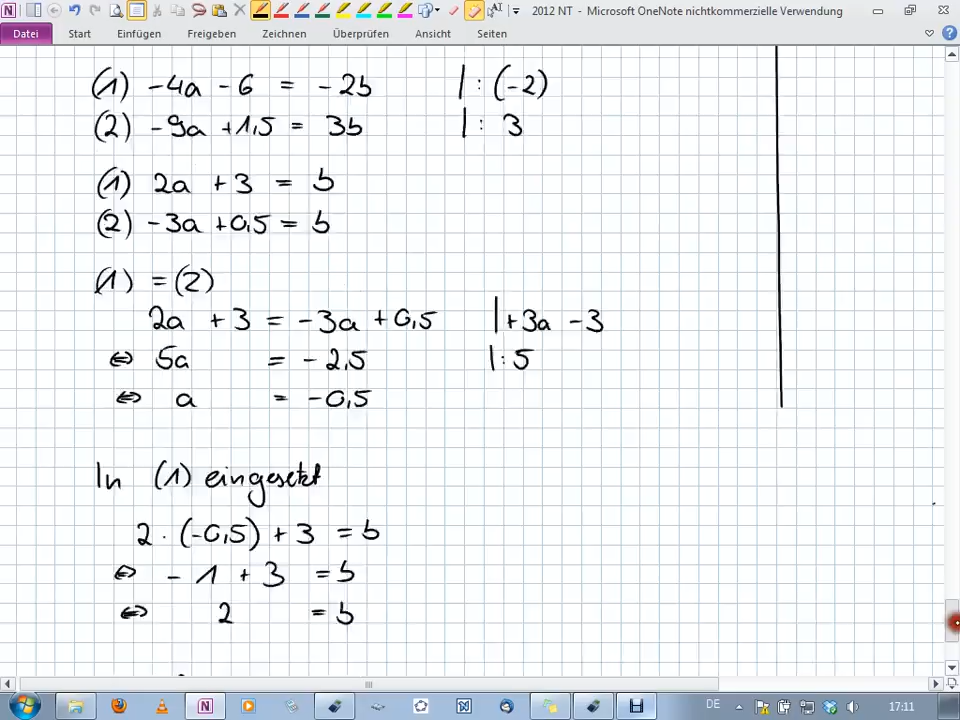 2012 NT - Microsoft OneNote nichtkommerzielle Verwendung
Datei Start Einfügen Freigeben Zeichnen Überprüfen Ansicht Seiten
(1) -4a - 6 = -2b | : (-2)
(2) -9a +1,5 = 3b | : 3
(1) 2a + 3 = b
(2) -3a +0,5 = b
(1) = (2)
2a + 3 = -3a + 0,5 | +3a -3
⇔ 5a = -2,5 | : 5
⇔ a = -0,5
In (1) eingesetzt
2 · (-0,5) + 3 = b
⇔ - 1 + 3 = b
⇔ 2 = b
DE 17:11